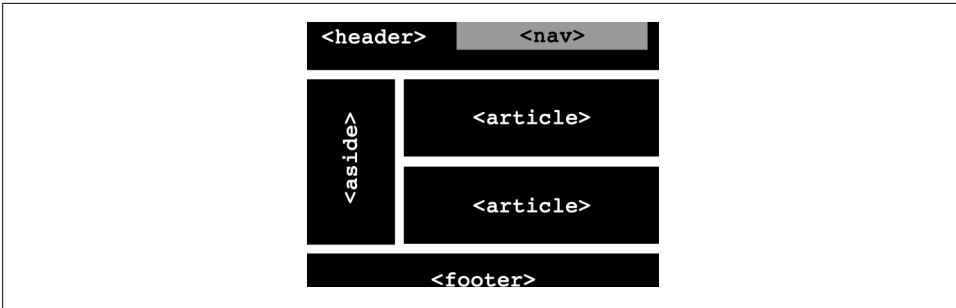 <header> <nav>
<aside>
<article>
<article>
<footer>